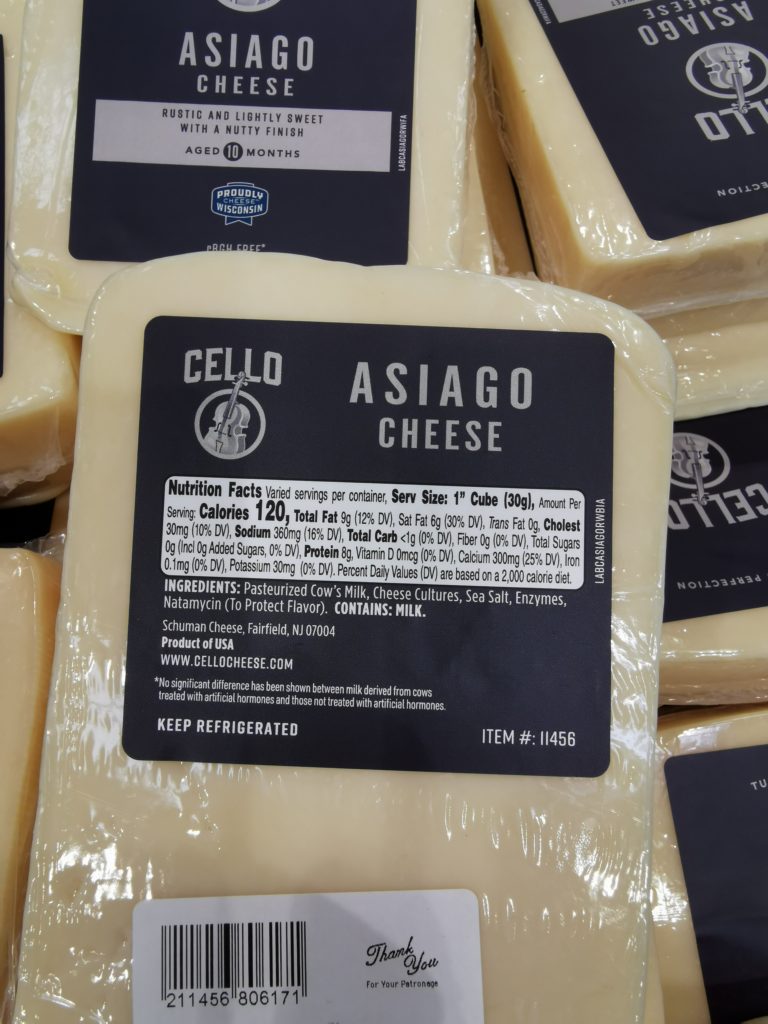 ASIAGO
CHEESE
RUSTIC AND LIGHTLY SWEET
WITH A NUTTY FINISH
AGED 10 MONTHS
PROUDLY
CHEESE
WISCONSIN
rBGH FREE*
LABCASIAGORWIFA
CHEESE
ASIAGO
CELLO
CELLO
ASIAGO
CHEESE
Nutrition Facts Varied servings per container, Serv Size: 1" Cube (30g), Amount Per
Serving: Calories 120, Total Fat 9g (12% DV), Sat Fat 6g (30% DV), Trans Fat 0g, Cholest
30mg (10% DV), Sodium 360mg (16% DV), Total Carb <1g (0% DV), Fiber 0g (0% DV), Total Sugars
0g (Incl 0g Added Sugars, 0% DV), Protein 8g, Vitamin D 0mcg (0% DV), Calcium 300mg (25% DV), Iron
0.1mg (0% DV), Potassium 30mg (0% DV). Percent Daily Values (DV) are based on a 2,000 calorie diet.
INGREDIENTS: Pasteurized Cow's Milk, Cheese Cultures, Sea Salt, Enzymes,
Natamycin (To Protect Flavor). CONTAINS: MILK.
Schuman Cheese, Fairfield, NJ 07004
Product of USA
WWW.CELLOCHEESE.COM
*No significant difference has been shown between milk derived from cows
treated with artificial hormones and those not treated with artificial hormones.
KEEP REFRIGERATED
ITEM #: 11456
LABCASIAGORWBIA
CELLO
PERFECTION
TU
211456 806171
Thank
You
For Your Patronage